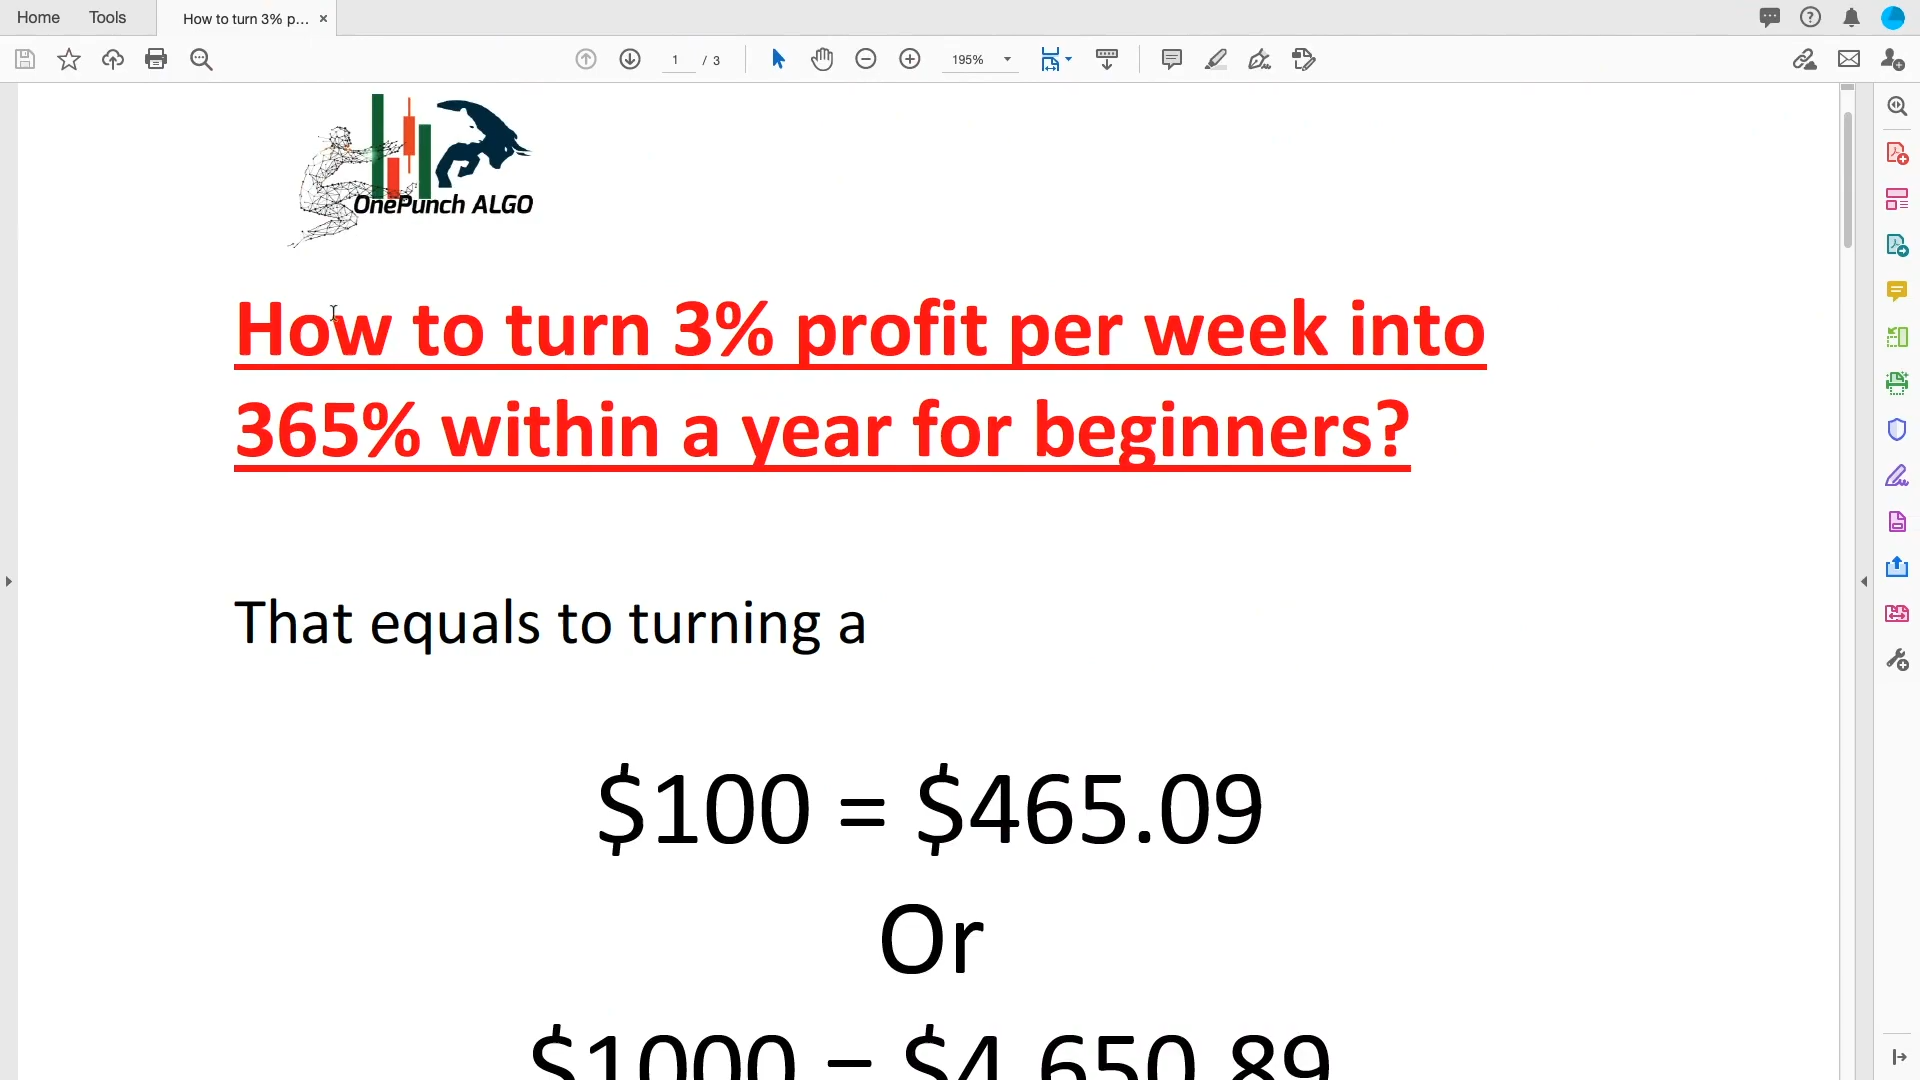 Home Tools How to turn 3% p... ×
1 / 3 195%
OnePunch ALGO
How to turn 3% profit per week into
365% within a year for beginners?
That equals to turning a
$100 = $465.09
Or
$1000 = $4,650.89